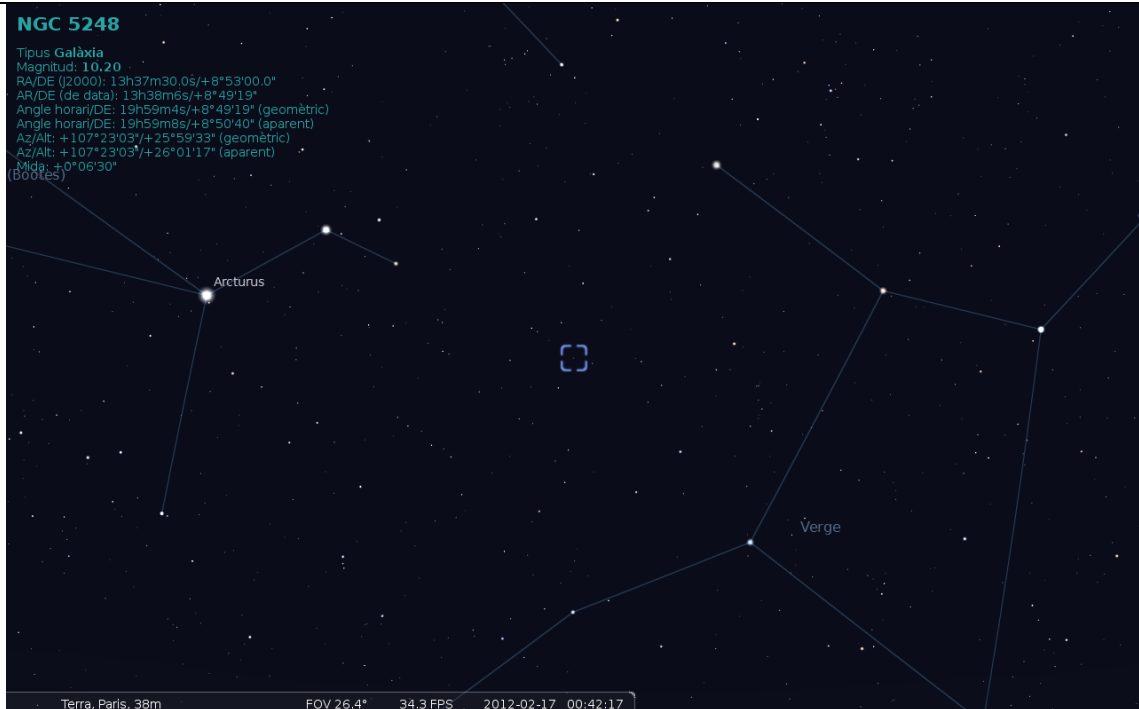 NGC 5248
Tipus Galàxia
Magnitud: 10.20
RA/DE (J2000): 13h37m30.0s/+8°53'00.0"
AR/DE (de data): 13h38m6s/+8°49'19"
Angle horari/DE: 19h59m4s/+8°49'19" (geomètric)
Angle horari/DE: 19h59m8s/+8°50'40" (aparent)
Az/Alt: +107°23'03"/+25°59'33" (geomètric)
Az/Alt: +107°23'03"/+26°01'17" (aparent)
Mida: +0°06'30"
(Bootes)
Arcturus
Verge
Terra, Paris, 38m FOV 26.4° 34.3 FPS 2012-02-17 00:42:17